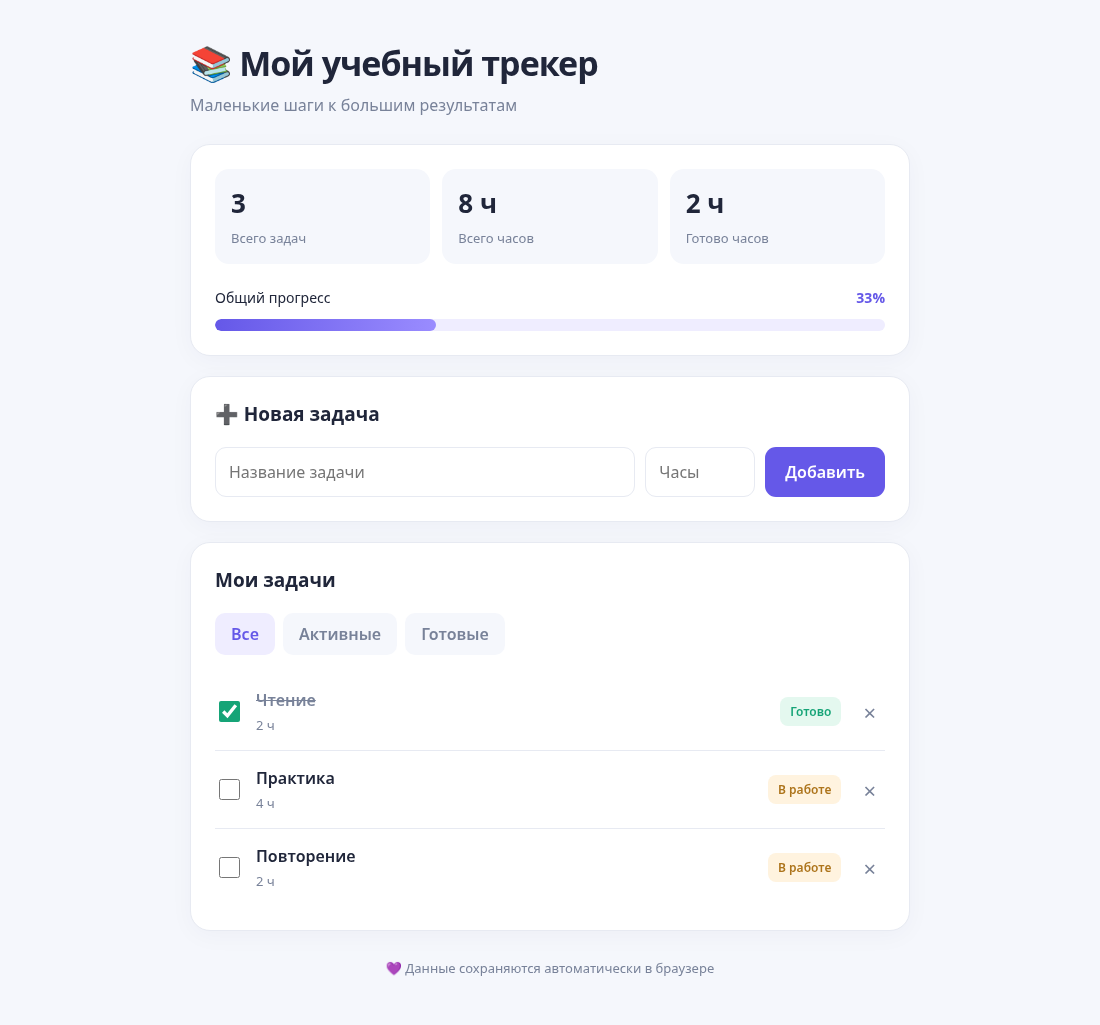 📚 Мой учебный трекер
Маленькие шаги к большим результатам
3
Всего задач
8 ч
Всего часов
2 ч
Готово часов
Общий прогресс
33%
➕ Новая задача
Название задачи
Часы
Добавить
Мои задачи
Все
Активные
Готовые
Чтение
2 ч
Готово
×
Практика
4 ч
В работе
×
Повторение
2 ч
В работе
×
💜 Данные сохраняются автоматически в браузере